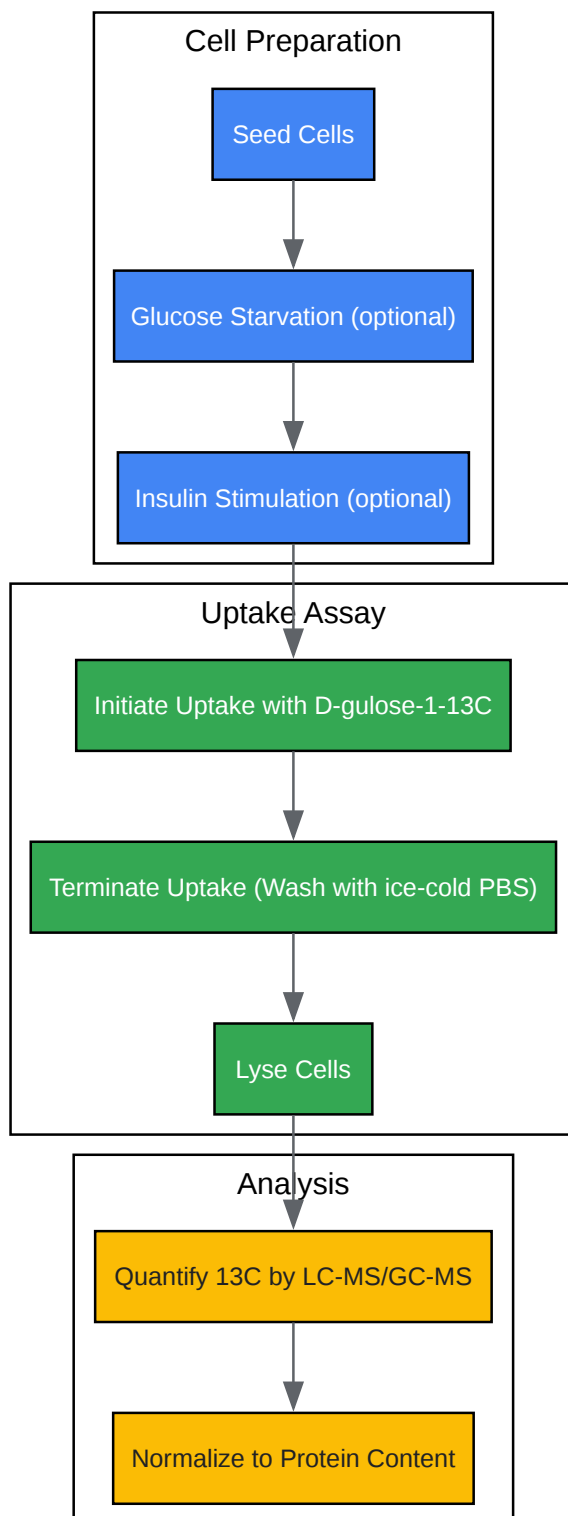 Cell Preparation
Seed Cells
Glucose Starvation (optional)
Insulin Stimulation (optional)
Uptake Assay
Initiate Uptake with D-gulose-1-13C
Terminate Uptake (Wash with ice-cold PBS)
Lyse Cells
Analysis
Quantify 13C by LC-MS/GC-MS
Normalize to Protein Content